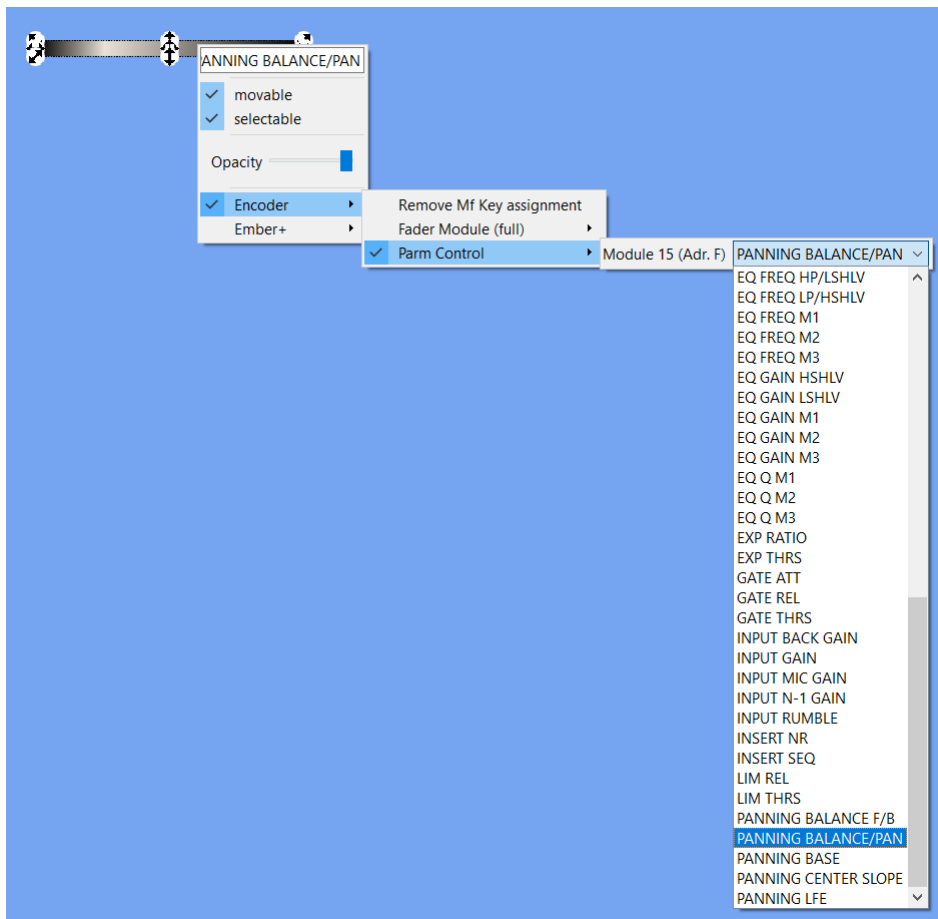 ANNING BALANCE/PAN
movable
selectable
Opacity
Encoder
Ember+
Remove Mf Key assignment
Fader Module (full)
Parm Control
Module 15 (Adr. F)
PANNING BALANCE/PAN
EQ FREQ HP/LSHLV
EQ FREQ LP/HSHLV
EQ FREQ M1
EQ FREQ M2
EQ FREQ M3
EQ GAIN HSHLV
EQ GAIN LSHLV
EQ GAIN M1
EQ GAIN M2
EQ GAIN M3
EQ Q M1
EQ Q M2
EQ Q M3
EXP RATIO
EXP THRS
GATE ATT
GATE REL
GATE THRS
INPUT BACK GAIN
INPUT GAIN
INPUT MIC GAIN
INPUT N-1 GAIN
INPUT RUMBLE
INSERT NR
INSERT SEQ
LIM REL
LIM THRS
PANNING BALANCE F/B
PANNING BALANCE/PAN
PANNING BASE
PANNING CENTER SLOPE
PANNING LFE